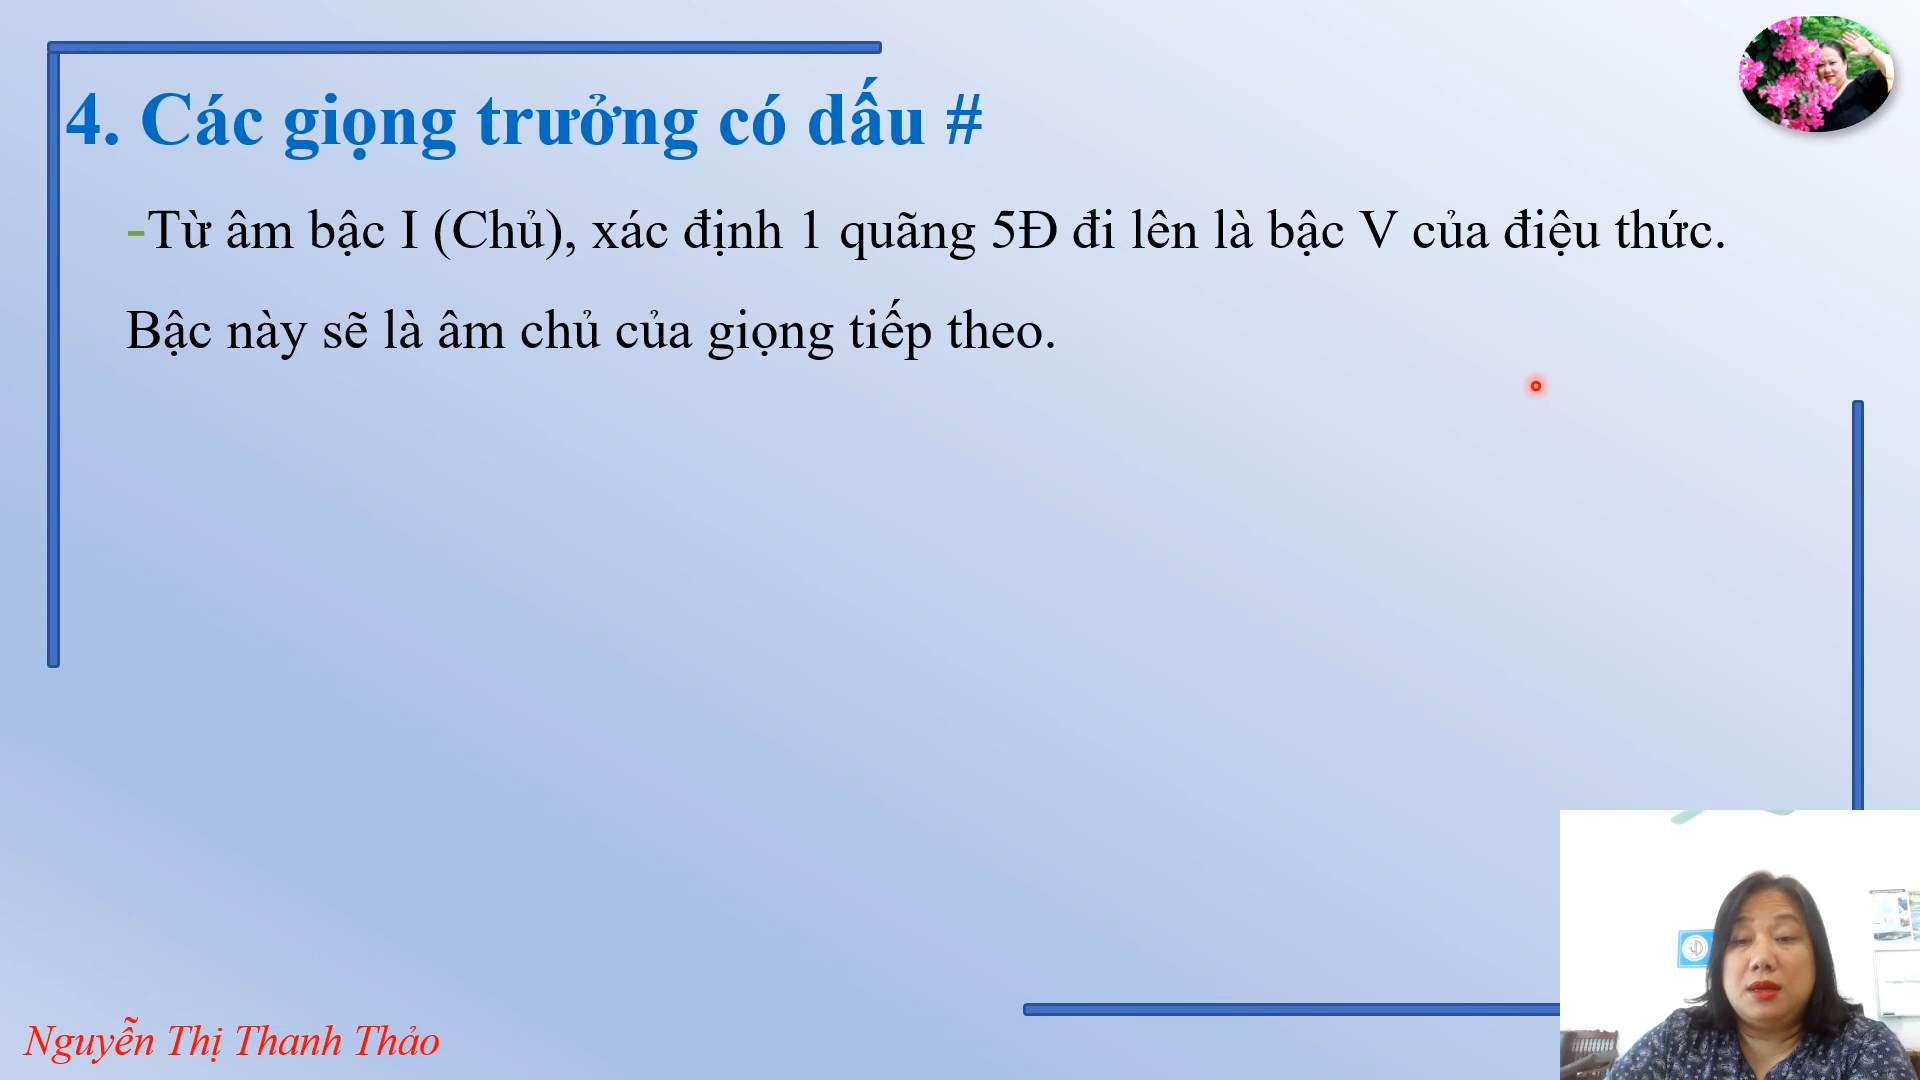 4. Các giọng trưởng có dấu #
-Từ âm bậc I (Chủ), xác định 1 quãng 5Đ đi lên là bậc V của điệu thức.
Bậc này sẽ là âm chủ của giọng tiếp theo.
Nguyễn Thị Thanh Thảo